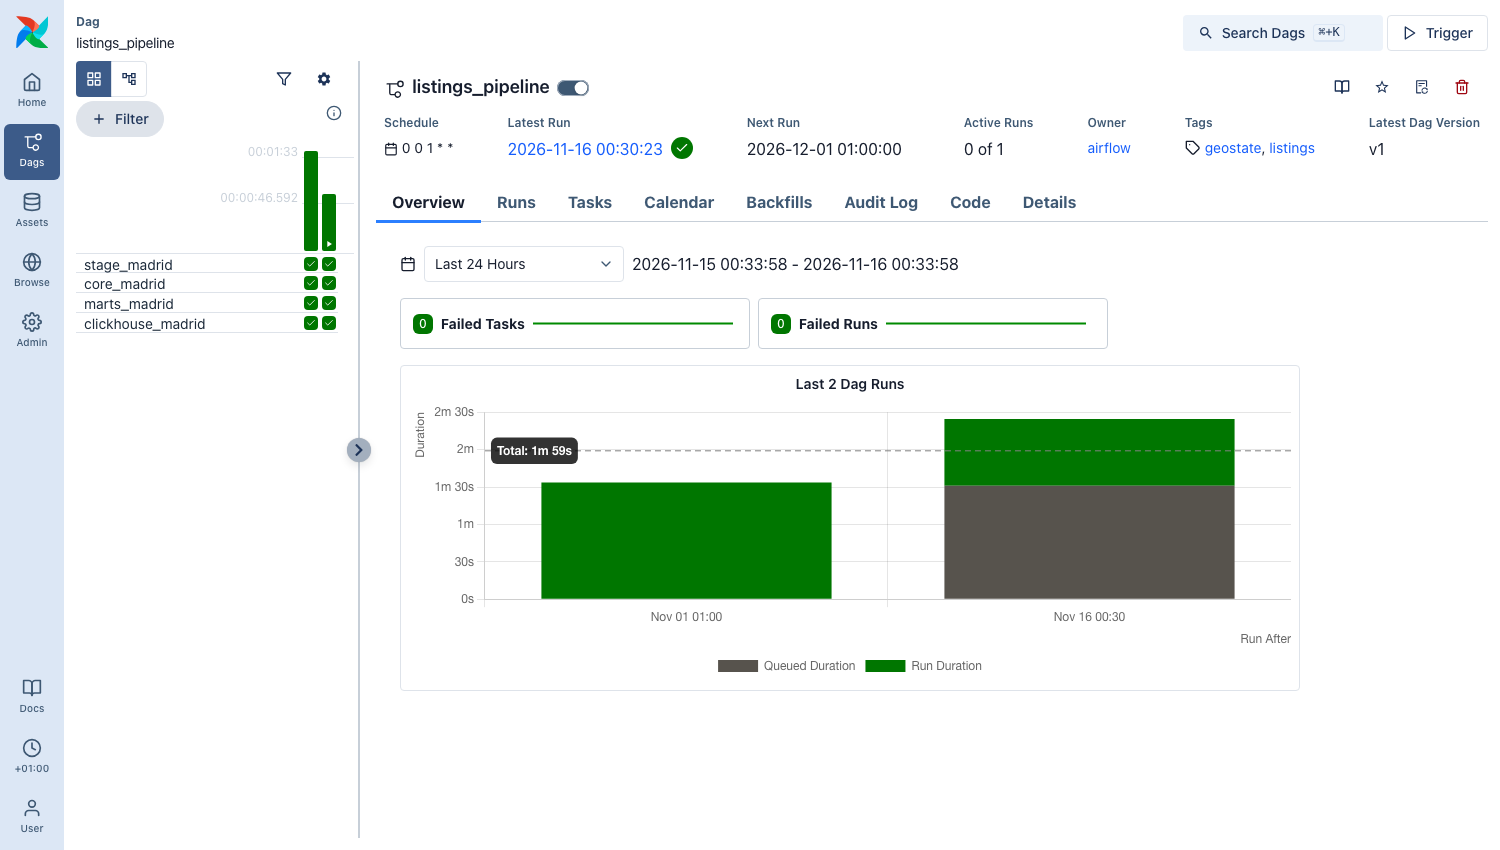 Dag
listings_pipeline
Search Dags ⌘+K
Trigger
Home
Dags
Assets
Browse
Admin
Docs
+01:00
User
Filter
00:01:33
00:00:46.592
stage_madrid
core_madrid
marts_madrid
clickhouse_madrid
listings_pipeline
Schedule
0 0 1 * *
Latest Run
2026-11-16 00:30:23
Next Run
2026-12-01 01:00:00
Active Runs
0 of 1
Owner
airflow
Tags
geostate, listings
Latest Dag Version
v1
Overview Runs Tasks Calendar Backfills Audit Log Code Details
Last 24 Hours
2026-11-15 00:33:58 - 2026-11-16 00:33:58
0 Failed Tasks
0 Failed Runs
Last 2 Dag Runs
Duration
2m 30s
2m
1m 30s
1m
30s
0s
Total: 1m 59s
Nov 01 01:00
Nov 16 00:30
Run After
Queued Duration
Run Duration